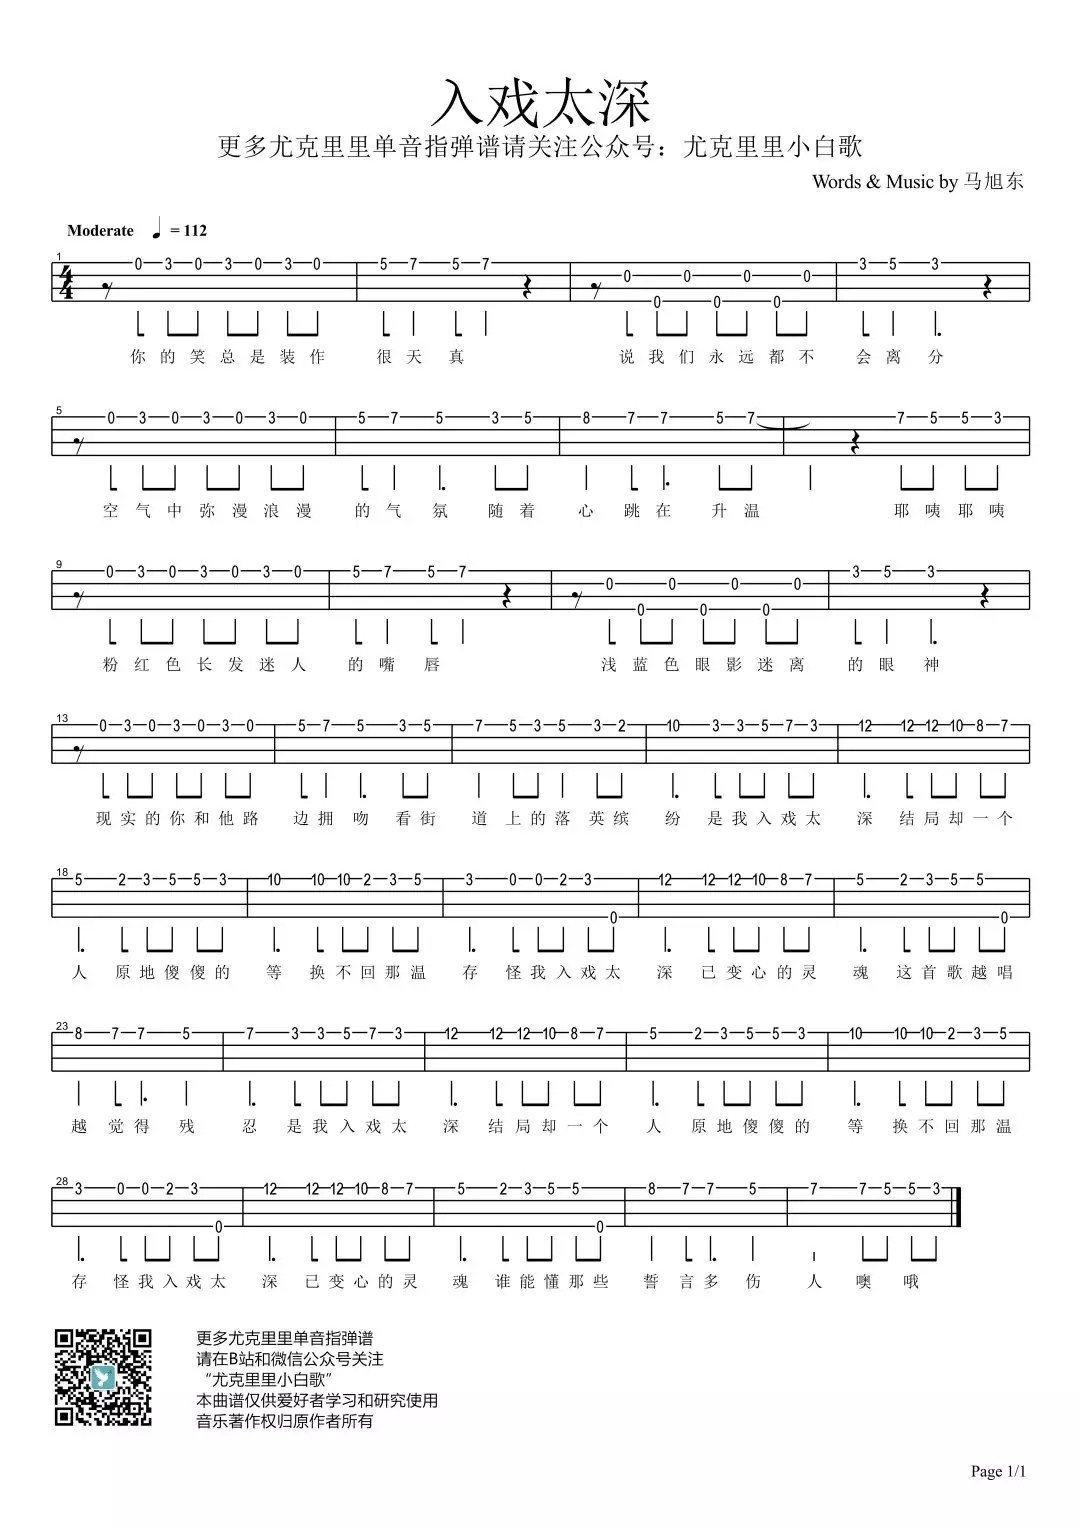 入戏太深
更多尤克里里单音指弹谱请关注公众号：尤克里里小白歌
Words & Music by 马旭东
Moderate ♩ = 112
1
4
4
0 3 0 3 0 3 0 5 7 5 7 0 0 0 0 0 0 0 3 5 3
你 的 笑 总 是 装 作 很 天 真 说 我 们 永 远 都 不 会 离 分
5
0 3 0 3 0 3 0 5 7 5 3 5 8 7 7 5 7 7 5 5 3
空 气 中 弥 漫 浪 漫 的 气 氛 随 着 心 跳 在 升 温 耶 咦 耶 咦
9
0 3 0 3 0 3 0 5 7 5 7 0 0 0 0 0 0 0 3 5 3
粉 红 色 长 发 迷 人 的 嘴 唇 浅 蓝 色 眼 影 迷 离 的 眼 神
13
0 3 0 3 0 3 0 5 7 5 3 5 7 5 3 5 3 2 10 3 3 5 7 3 12 12 12 10 8 7
现 实 的 你 和 他 路 边 拥 吻 看 街 道 上 的 落 英 缤 纷 是 我 入 戏 太 深 结 局 却 一 个
18
5 2 3 5 5 3 10 10 10 2 3 5 3 0 0 2 3 0 12 12 12 10 8 7 5 2 3 5 5 0
人 原 地 傻 傻 的 等 换 不 回 那 温 存 怪 我 入 戏 太 深 已 变 心 的 灵 魂 这 首 歌 越 唱
23
8 7 7 5 7 3 3 5 7 3 12 12 12 10 8 7 5 2 3 5 5 3 10 10 10 2 3 5
越 觉 得 残 忍 是 我 入 戏 太 深 结 局 却 一 个 人 原 地 傻 傻 的 等 换 不 回 那 温
28
3 0 0 2 3 0 12 12 12 10 8 7 5 2 3 5 5 0 8 7 7 5 7 7 5 5 3
存 怪 我 入 戏 太 深 已 变 心 的 灵 魂 谁 能 懂 那 些 誓 言 多 伤 人 噢 哦
更多尤克里里单音指弹谱
请在B站和微信公众号关注
“尤克里里小白歌”
本曲谱仅供爱好者学习和研究使用
音乐著作权归原作者所有
Page 1/1